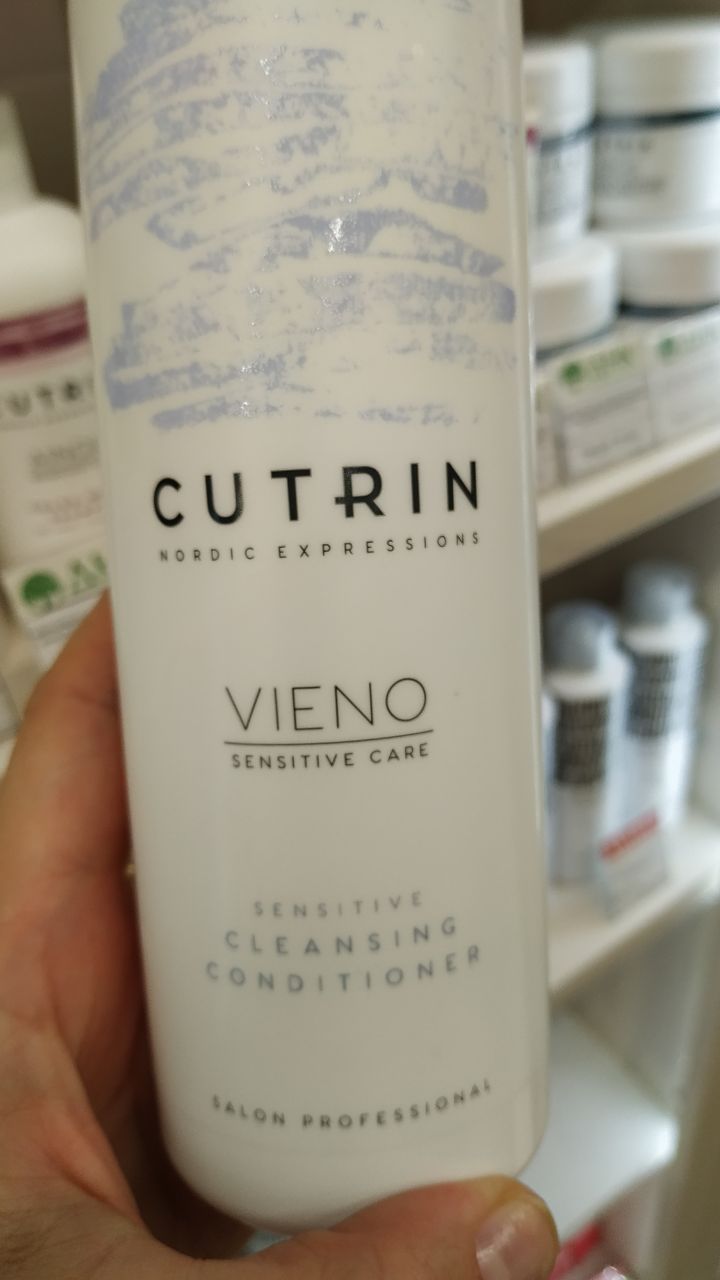 CUTRIN
NORDIC EXPRESSIONS
VIENO
SENSITIVE CARE
SENSITIVE
CLEANSING
CONDITIONER
SALON PROFESSIONAL